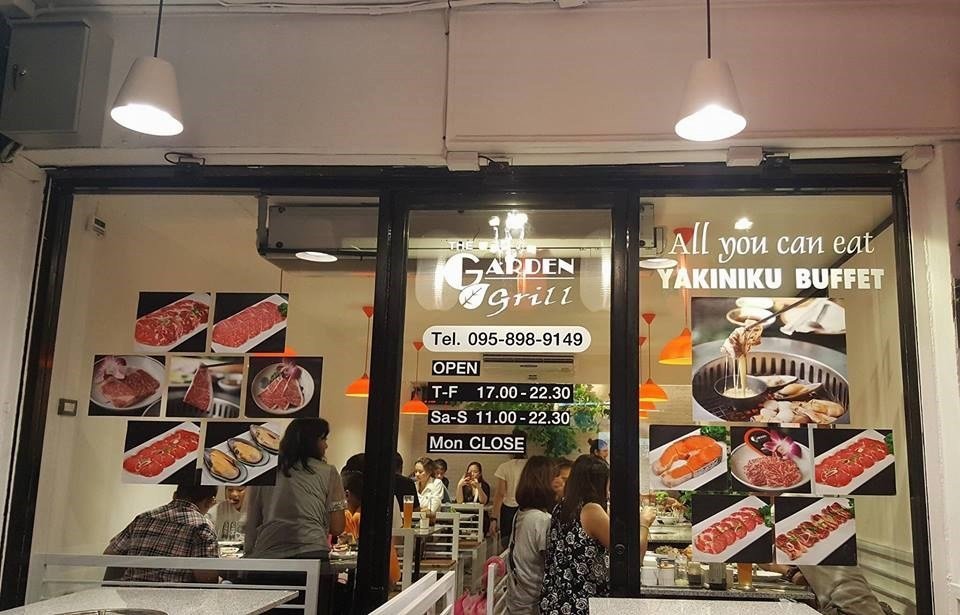 THE
GARDEN
Grill
Tel. 095-898-9149
OPEN
T-F 17.00-22.30
Sa-S 11.00-22.30
Mon CLOSE
All you can eat
YAKINIKU BUFFET